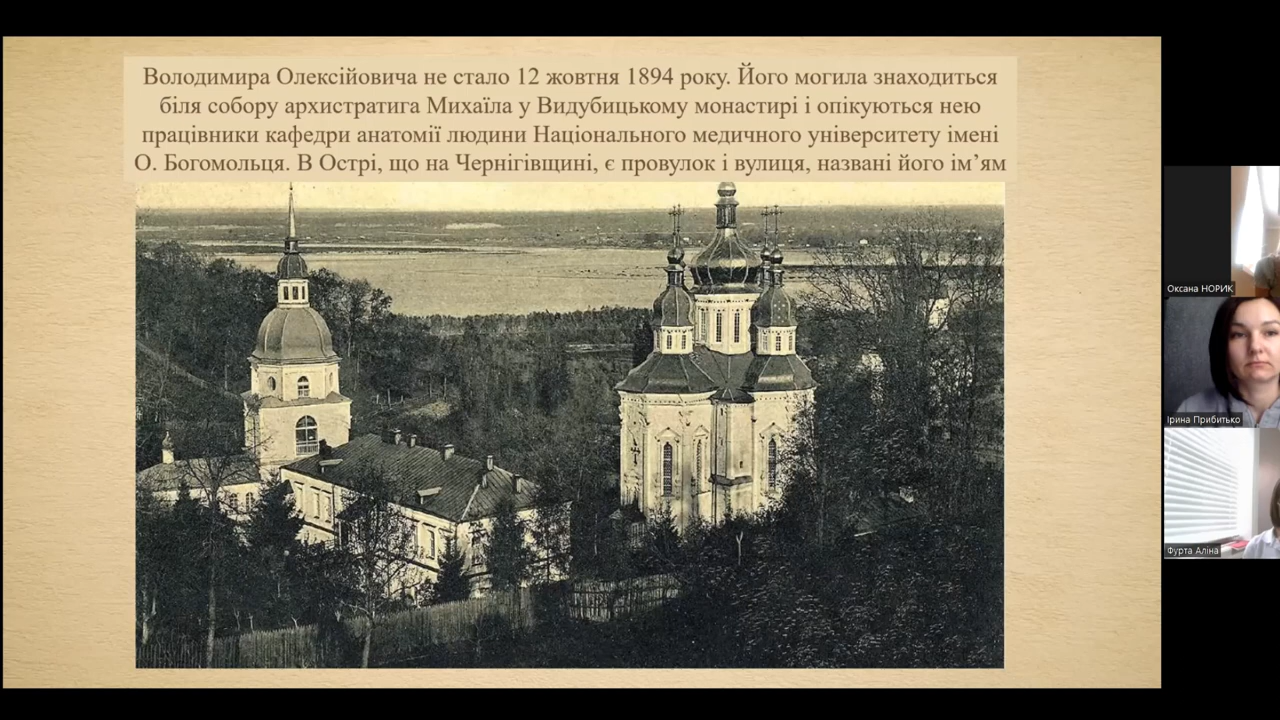 Володимира Олексійовича не стало 12 жовтня 1894 року. Його могила знаходиться
біля собору архистратига Михаїла у Видубицькому монастирі і опікуються нею
працівники кафедри анатомії людини Національного медичного університету імені
О. Богомольця. В Острі, що на Чернігівщині, є провулок і вулиця, названі його ім’ям
Оксана НОРИК
Ірина Прибитько
Фурта Аліна